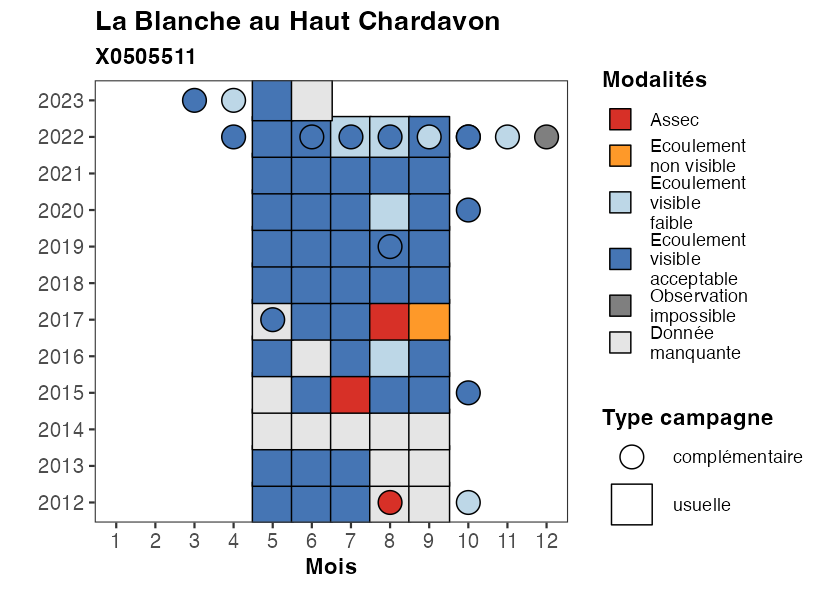 La Blanche au Haut Chardavon
X0505511
2023
2022
2021
2020
2019
2018
2017
2016
2015
2014
2013
2012
1 2 3 4 5 6 7 8 9 10 11 12
Mois
Modalités
Assec
Ecoulement
non visible
Ecoulement
visible
faible
Ecoulement
visible
acceptable
Observation
impossible
Donnée
manquante
Type campagne
complémentaire
usuelle